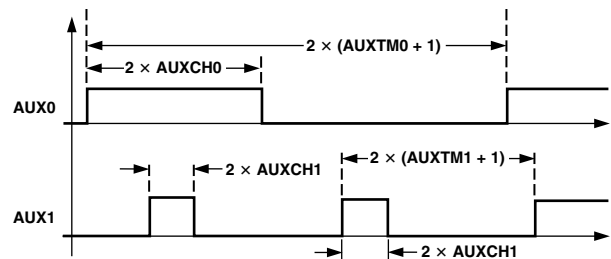 2 × (AUXTM0 + 1)
2 × AUXCH0
AUX0
2 × (AUXTM1 + 1)
2 × AUXCH1
AUX1
2 × AUXCH1